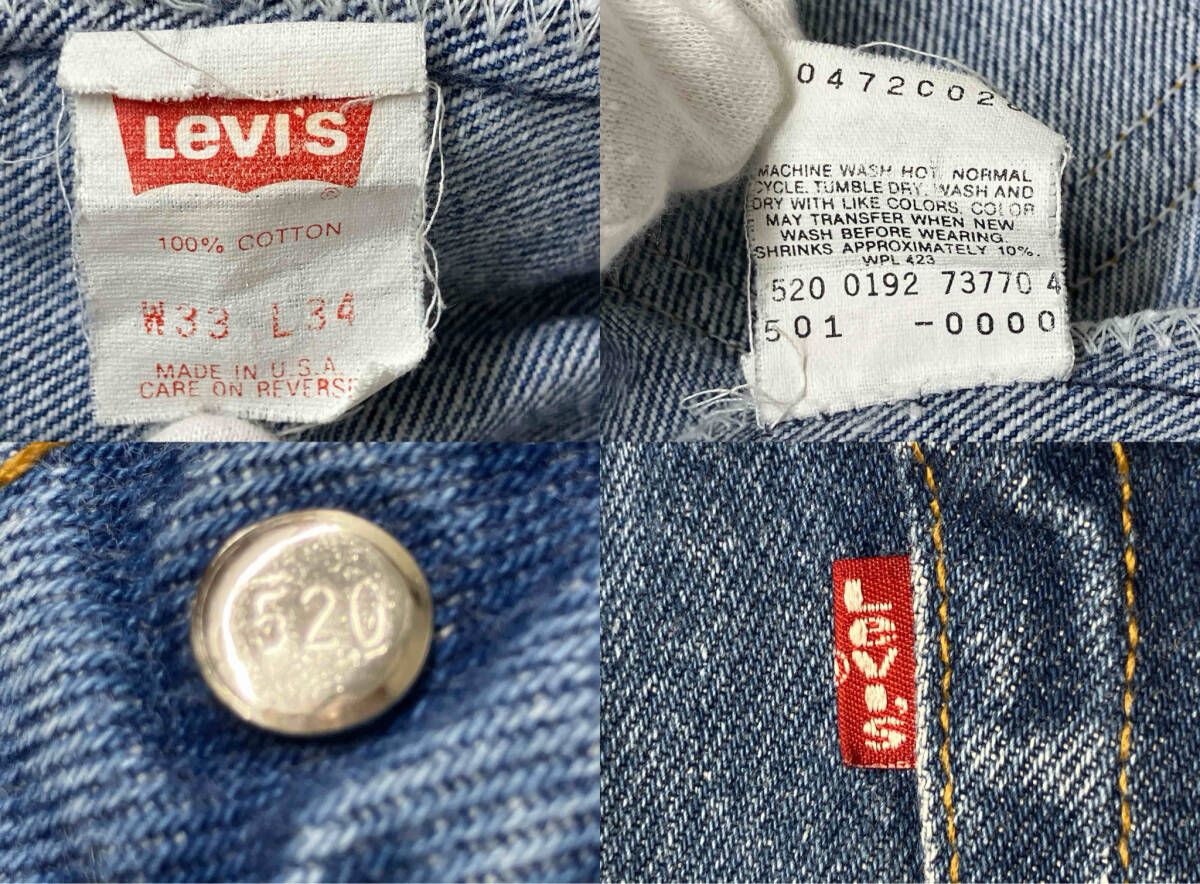 Levi's
®
100% COTTON
W33 L34
MADE IN U.S.A.
CARE ON REVERSE
0472C02
MACHINE WASH HOT, NORMAL
CYCLE. TUMBLE DRY. WASH AND
DRY WITH LIKE COLORS. COLOR
MAY TRANSFER WHEN NEW
WASH BEFORE WEARING.
SHRINKS APPROXIMATELY 10%.
WPL 423
520 0192 73770 4
501 -0000
520
LEVI'S
®